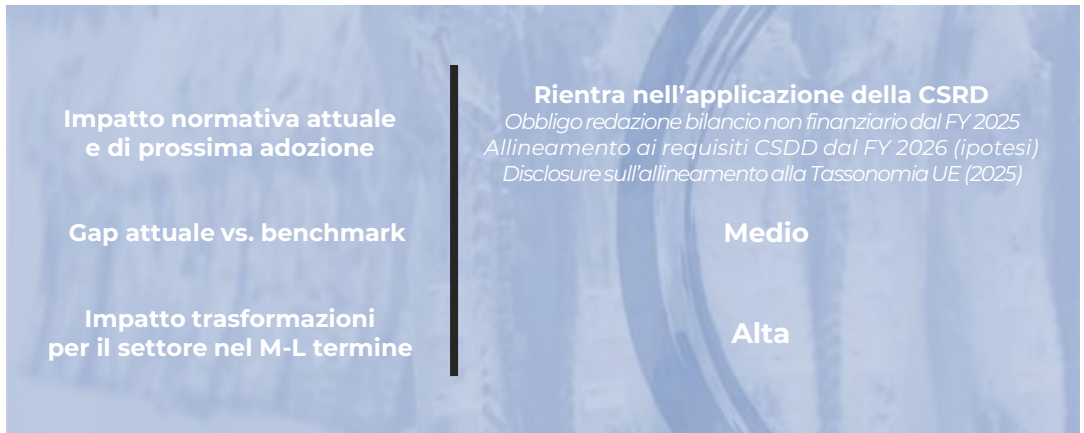 Impatto normativa attuale
e di prossima adozione
Rientra nell’applicazione della CSRD
Obbligo redazione bilancio non finanziario dal FY 2025
Allineamento ai requisiti CSDD dal FY 2026 (ipotesi)
Disclosure sull’allineamento alla Tassonomia UE (2025)
Gap attuale vs. benchmark
Medio
Impatto trasformazioni
per il settore nel M-L termine
Alta